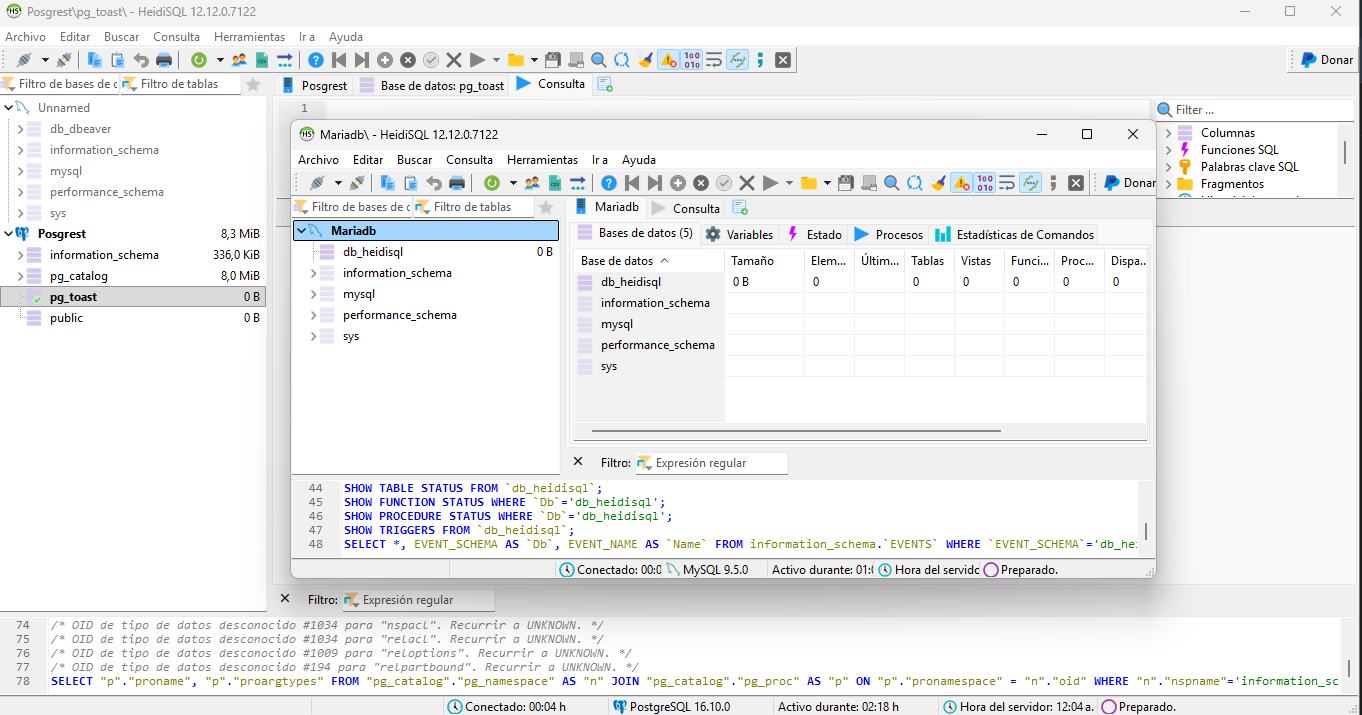 Posgrest\pg_toast\ - HeidiSQL 12.12.0.7122
Archivo Editar Buscar Consulta Herramientas Ir a Ayuda
Donar
Filtro de bases de c Filtro de tablas
Posgrest Base de datos: pg_toast Consulta
Unnamed
db_dbeaver
information_schema
mysql
performance_schema
sys
Posgrest 8,3 MiB
information_schema 336,0 KiB
pg_catalog 8,0 MiB
pg_toast 0 B
public 0 B
1
Filter ...
Columnas
Funciones SQL
Palabras clave SQL
Fragmentos
Mariadb\ - HeidiSQL 12.12.0.7122
Archivo Editar Buscar Consulta Herramientas Ir a Ayuda
Donar
Filtro de bases de c Filtro de tablas
Mariadb Consulta
Mariadb
db_heidisql 0 B
information_schema
mysql
performance_schema
sys
Bases de datos (5) Variables Estado Procesos Estadísticas de Comandos
Base de datos Tamaño Elem... Últim... Tablas Vistas Funci... Proc... Dispa...
db_heidisql 0 B 0 0 0 0 0 0
information_schema
mysql
performance_schema
sys
Filtro: Expresión regular
44 SHOW TABLE STATUS FROM `db_heidisql`;
45 SHOW FUNCTION STATUS WHERE `Db`='db_heidisql';
46 SHOW PROCEDURE STATUS WHERE `Db`='db_heidisql';
47 SHOW TRIGGERS FROM `db_heidisql`;
48 SELECT *, EVENT_SCHEMA AS `Db`, EVENT_NAME AS `Name` FROM information_schema.`EVENTS` WHERE `EVENT_SCHEMA`='db_hei
Conectado: 00:0 MySQL 9.5.0 Activo durante: 01:0 Hora del servido Preparado.
Filtro: Expresión regular
74 /* OID de tipo de datos desconocido #1034 para "nspacl". Recurrir a UNKNOWN. */
75 /* OID de tipo de datos desconocido #1034 para "relacl". Recurrir a UNKNOWN. */
76 /* OID de tipo de datos desconocido #1009 para "reloptions". Recurrir a UNKNOWN. */
77 /* OID de tipo de datos desconocido #194 para "relpartbound". Recurrir a UNKNOWN. */
78 SELECT "p"."proname", "p"."proargtypes" FROM "pg_catalog"."pg_namespace" AS "n" JOIN "pg_catalog"."pg_proc" AS "p" ON "p"."pronamespace" = "n"."oid" WHERE "n"."nspname"='information_sc
Conectado: 00:04 h PostgreSQL 16.10.0 Activo durante: 02:18 h Hora del servidor: 12:04 a. Preparado.